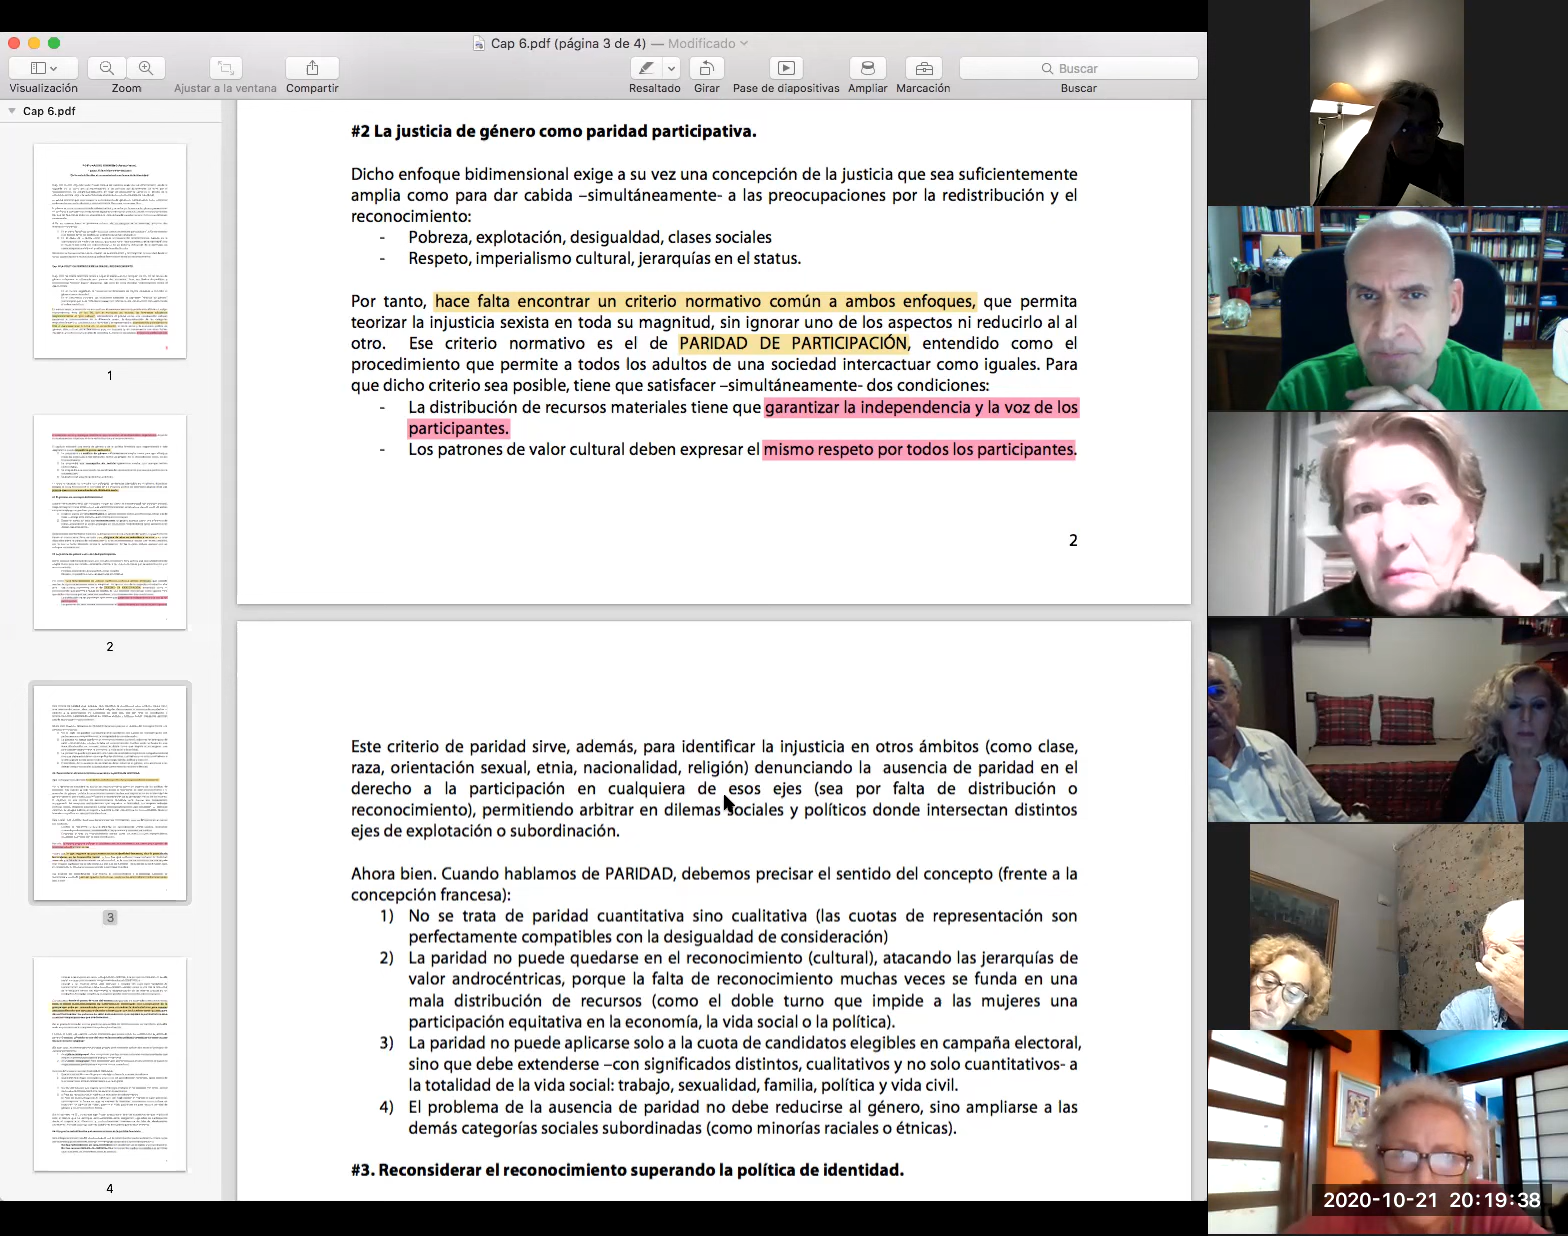 Cap 6.pdf (página 3 de 4) — Modificado
Visualización
Zoom
Ajustar a la ventana
Compartir
Resaltado
Girar
Pase de diapositivas
Ampliar
Marcación
Buscar
Buscar
Cap 6.pdf
1
2
3
4
#2 La justicia de género como paridad participativa.
Dicho enfoque bidimensional exige a su vez una concepción de la justicia que sea suficientemente
amplia como para dar cabida –simultáneamente- a las preocupaciones por la redistribución y el
reconocimiento:
- Pobreza, explotación, desigualdad, clases sociales
- Respeto, imperialismo cultural, jerarquías en el status.
Por tanto, hace falta encontrar un criterio normativo común a ambos enfoques, que permita
teorizar la injusticia sexista en toda su magnitud, sin ignorar uno de los aspectos ni reducirlo al al
otro. Ese criterio normativo es el de PARIDAD DE PARTICIPACIÓN, entendido como el
procedimiento que permite a todos los adultos de una sociedad intercactuar como iguales. Para
que dicho criterio sea posible, tiene que satisfacer –simultáneamente- dos condiciones:
- La distribución de recursos materiales tiene que garantizar la independencia y la voz de los
participantes.
- Los patrones de valor cultural deben expresar el mismo respeto por todos los participantes.
2
Este criterio de paridad sirve, además, para identificar la injusticia en otros ámbitos (como clase,
raza, orientación sexual, etnia, nacionalidad, religión) denunciando la ausencia de paridad en el
derecho a la participación en cualquiera de esos ejes (sea por falta de distribución o
reconocimiento), permitiendo arbitrar en dilemas sociales y políticos donde intersectan distintos
ejes de explotación o subordinación.
Ahora bien. Cuando hablamos de PARIDAD, debemos precisar el sentido del concepto (frente a la
concepción francesa):
1) No se trata de paridad cuantitativa sino cualitativa (las cuotas de representación son
perfectamente compatibles con la desigualdad de consideración)
2) La paridad no puede quedarse en el reconocimiento (cultural), atacando las jerarquías de
valor androcéntricas, porque la falta de reconocimiento muchas veces se funda en una
mala distribución de recursos (como el doble turno que impide a las mujeres una
participación equitativa en la economía, la vida social o la política).
3) La paridad no puede aplicarse solo a la cuota de candidatos elegibles en campaña electoral,
sino que debe extenderse –con significados distintos, cualitativos y no solo cuantitativos- a
la totalidad de la vida social: trabajo, sexualidad, familia, política y vida civil.
4) El problema de la ausencia de paridad no debe reducirse al género, sino ampliarse a las
demás categorías sociales subordinadas (como minorías raciales o étnicas).
#3. Reconsiderar el reconocimiento superando la política de identidad.
2020-10-21 20:19:38